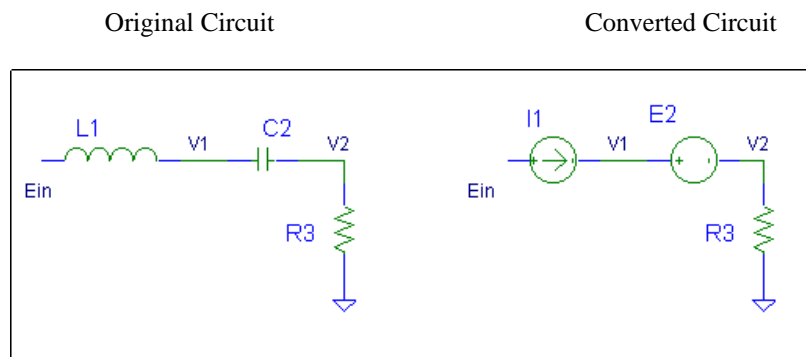 Original Circuit
Converted Circuit
L1
V1
C2
V2
Ein
R3
I1
V1
E2
V2
Ein
R3